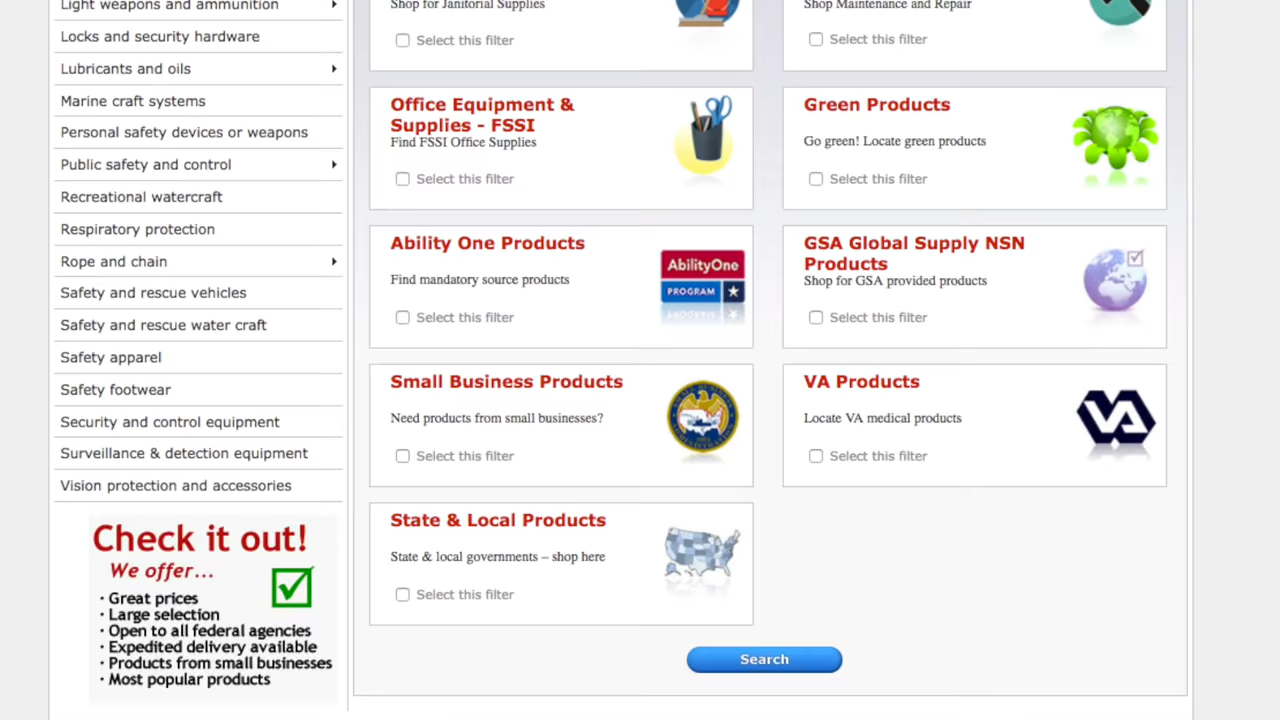 Light weapons and ammunition
Locks and security hardware
Lubricants and oils
Marine craft systems
Personal safety devices or weapons
Public safety and control
Recreational watercraft
Respiratory protection
Rope and chain
Safety and rescue vehicles
Safety and rescue water craft
Safety apparel
Safety footwear
Security and control equipment
Surveillance & detection equipment
Vision protection and accessories
Check it out!
We offer...
· Great prices
· Large selection
· Open to all federal agencies
· Expedited delivery available
· Products from small businesses
· Most popular products
Shop for Janitorial Supplies
Select this filter
Shop Maintenance and Repair
Select this filter
Office Equipment &
Supplies - FSSI
Find FSSI Office Supplies
Select this filter
Green Products
Go green! Locate green products
Select this filter
Ability One Products
Find mandatory source products
Select this filter
AbilityOne
PROGRAM
GSA Global Supply NSN
Products
Shop for GSA provided products
Select this filter
Small Business Products
Need products from small businesses?
Select this filter
VA Products
Locate VA medical products
Select this filter
VA
State & Local Products
State & local governments – shop here
Select this filter
Search